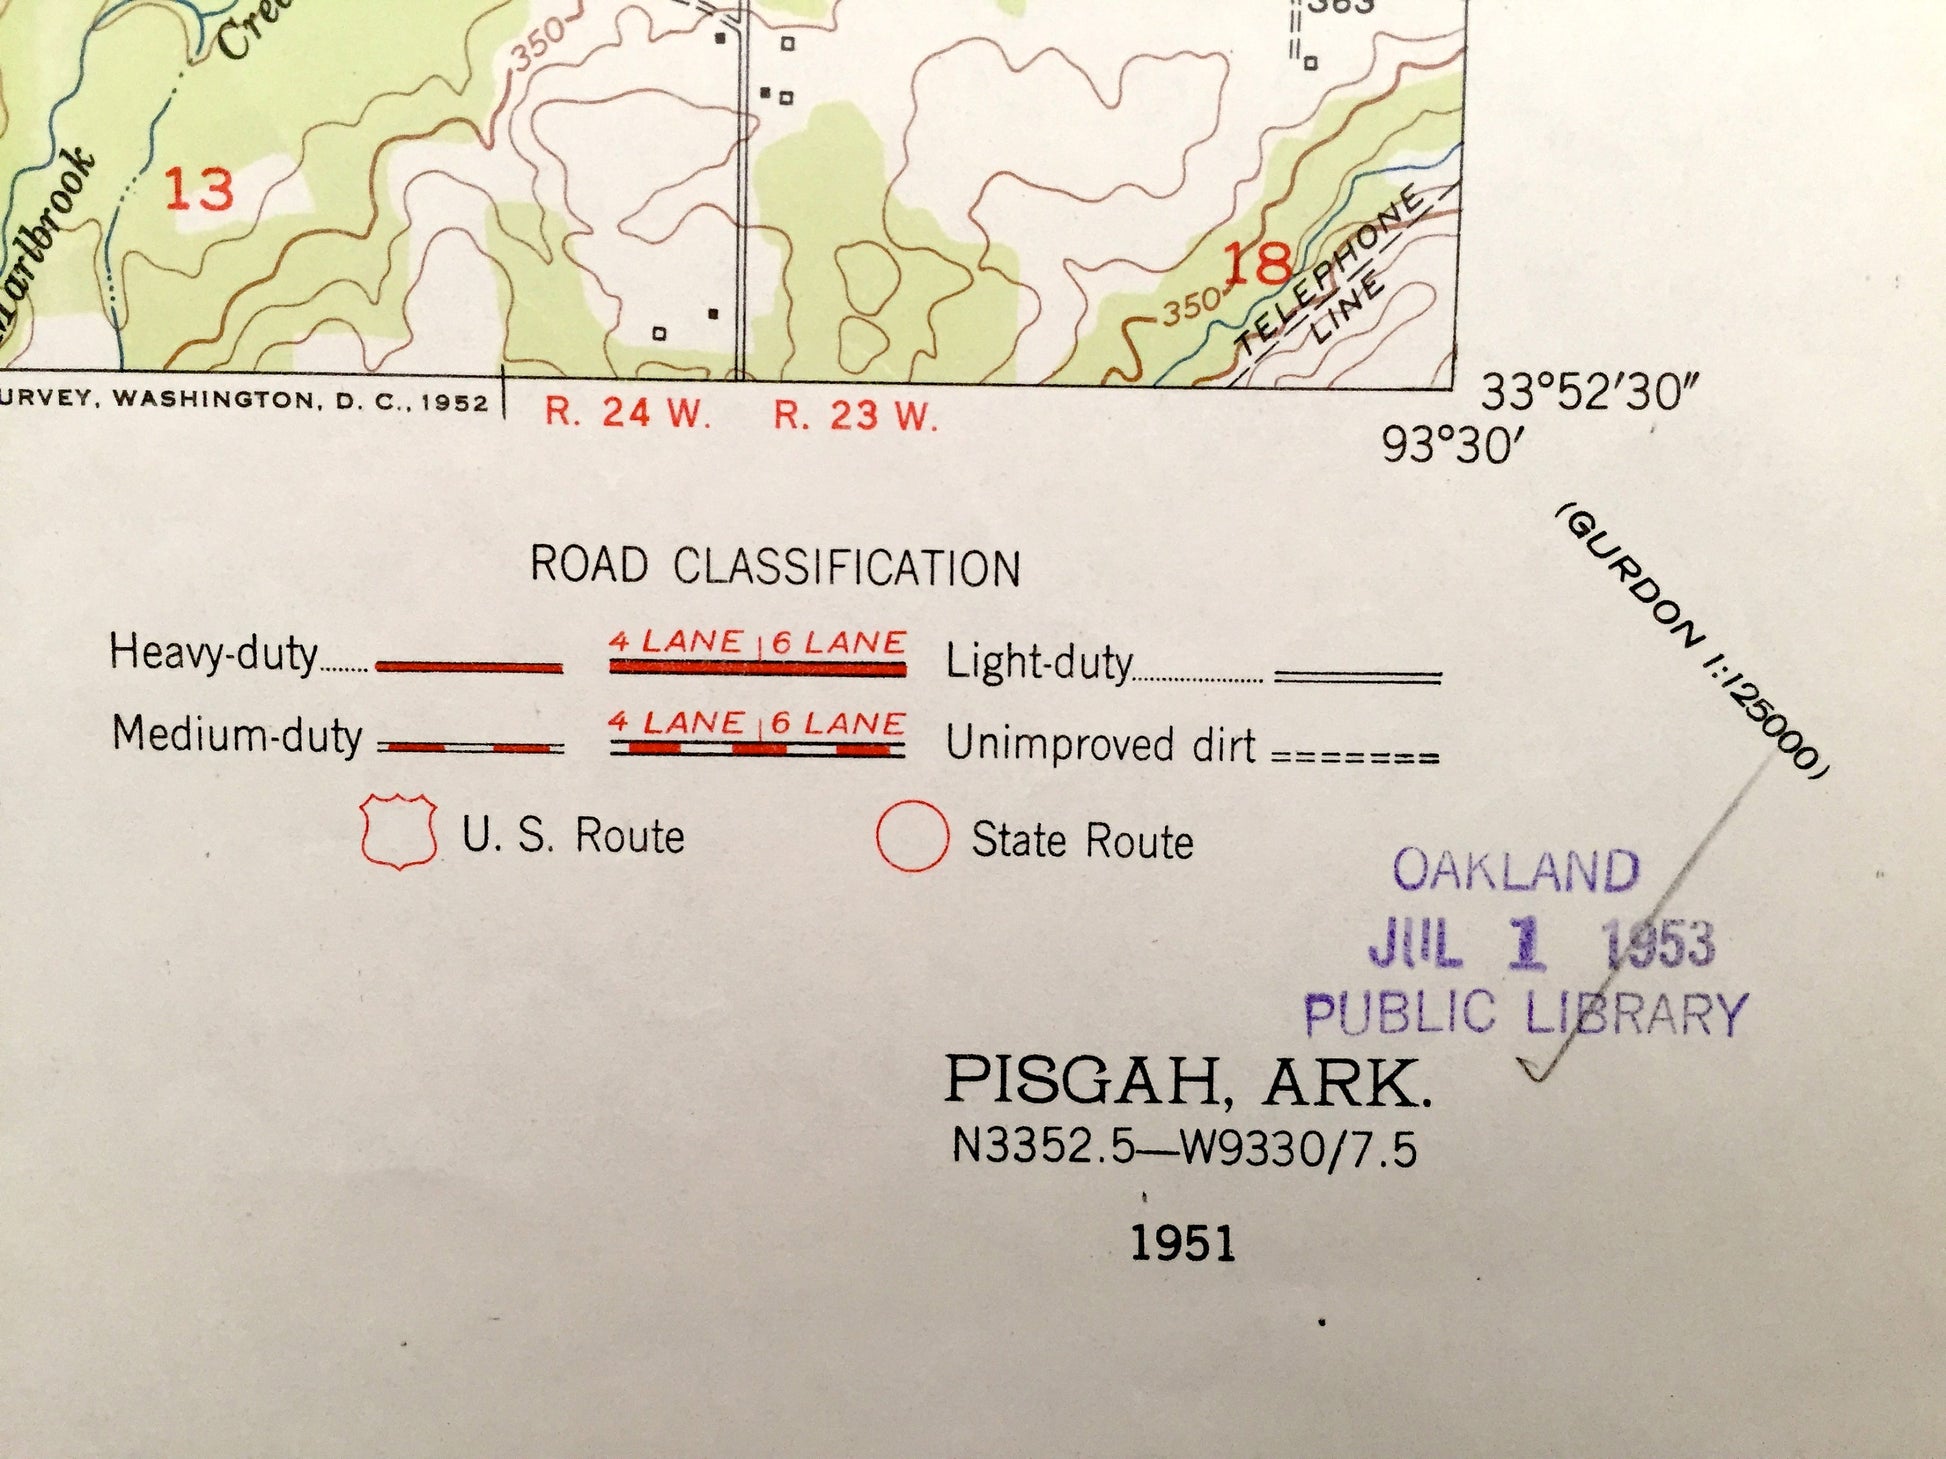 Cree
350
363
13
Marlbrook
18
350
TELEPHONE
LINE
URVEY, WASHINGTON, D. C., 1952
R. 24 W. R. 23 W.
33°52′30″
93°30′
(GURDON 1:125000)
ROAD CLASSIFICATION
Heavy-duty........ 4 LANE | 6 LANE Light-duty....................
Medium-duty 4 LANE | 6 LANE Unimproved dirt
U. S. Route State Route
OAKLAND
JUL 1 1953
PUBLIC LIBRARY
PISGAH, ARK.
N3352.5—W9330/7.5
1951